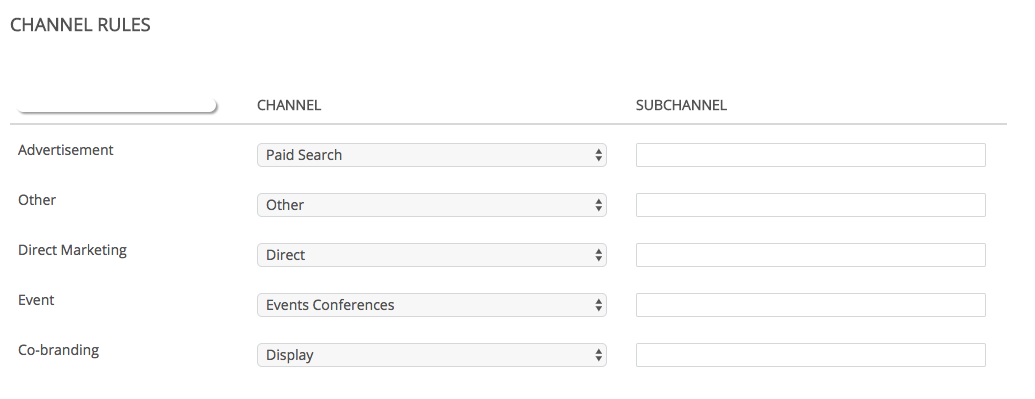 CHANNEL RULES
CHANNEL SUBCHANNEL
Advertisement Paid Search
Other Other
Direct Marketing Direct
Event Events Conferences
Co-branding Display